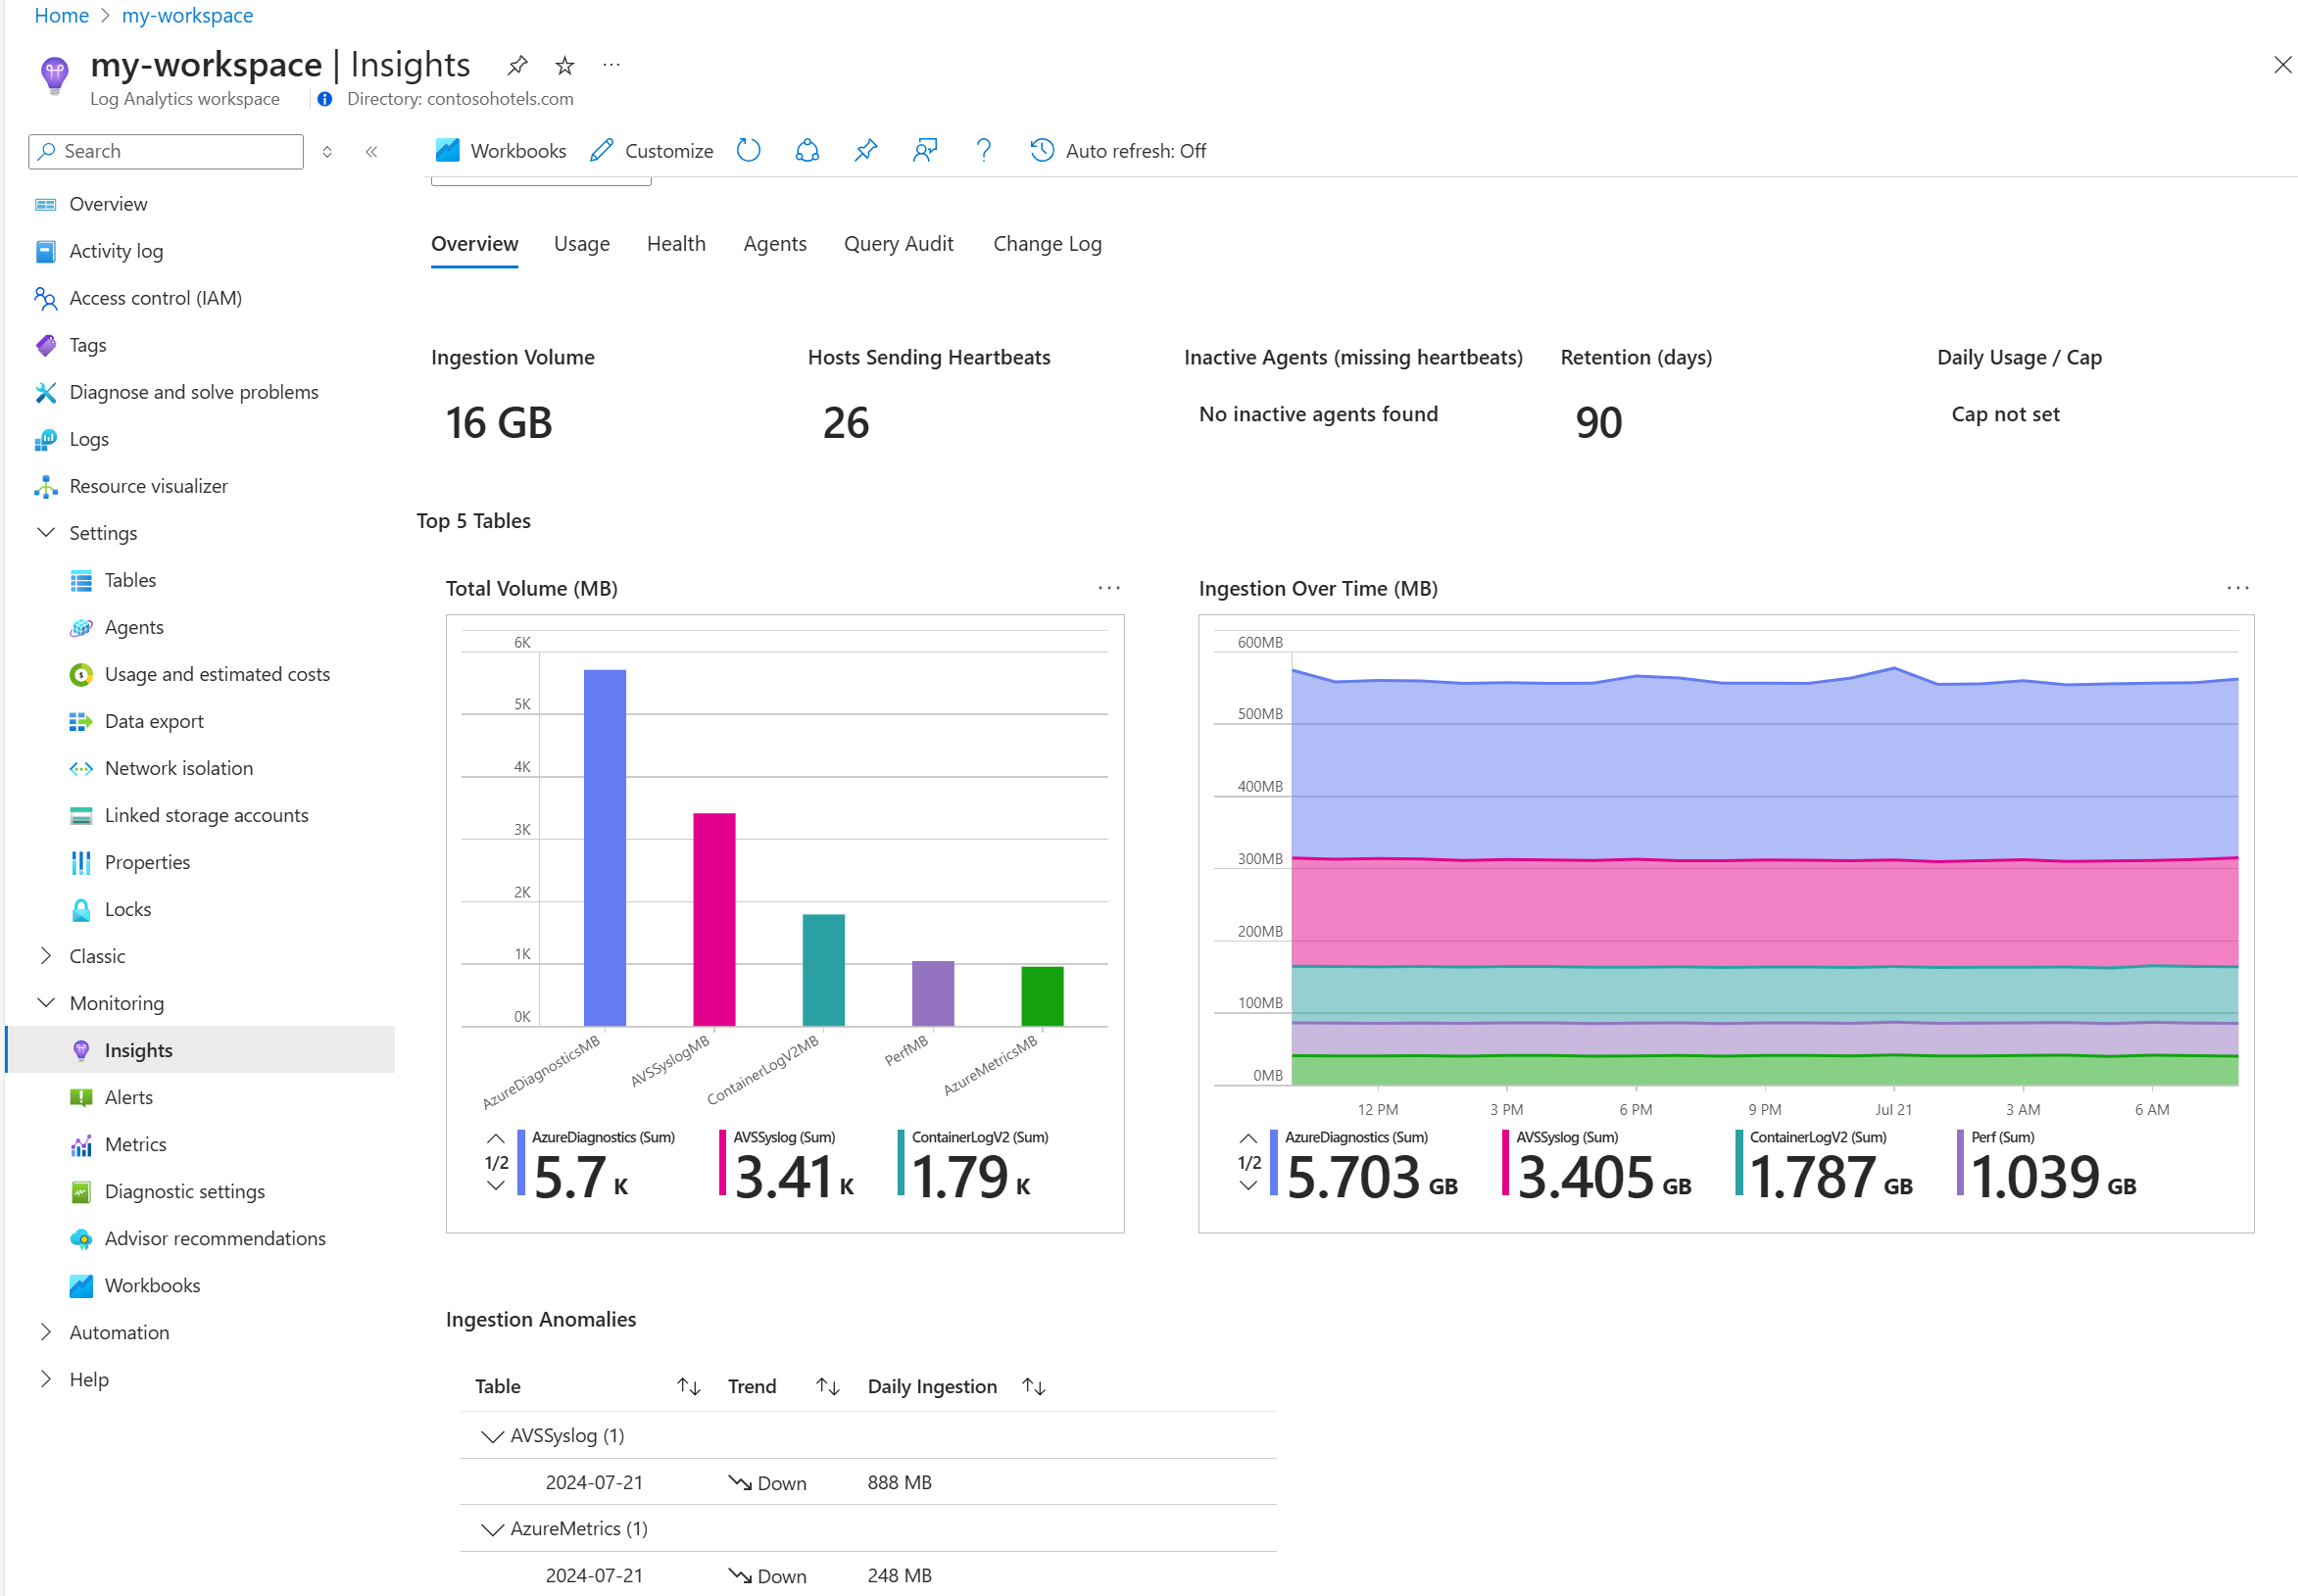 Home > my-workspace
my-workspace | Insights ...
Log Analytics workspace
Directory: contosohotels.com
Search
Workbooks
Customize
Auto refresh: Off
Overview
Activity log
Access control (IAM)
Tags
Diagnose and solve problems
Logs
Resource visualizer
Settings
Tables
Agents
Usage and estimated costs
Data export
Network isolation
Linked storage accounts
Properties
Locks
Classic
Monitoring
Insights
Alerts
Metrics
Diagnostic settings
Advisor recommendations
Workbooks
Automation
Help
Overview Usage Health Agents Query Audit Change Log
Ingestion Volume
16 GB
Hosts Sending Heartbeats
26
Inactive Agents (missing heartbeats)
No inactive agents found
Retention (days)
90
Daily Usage / Cap
Cap not set
Top 5 Tables
Total Volume (MB) ...
6K
5K
4K
3K
2K
1K
0K
AzureDiagnosticsMB
AVSSyslogMB
ContainerLogV2MB
PerfMB
AzureMetricsMB
1/2
AzureDiagnostics (Sum)
5.7 K
AVSSyslog (Sum)
3.41 K
ContainerLogV2 (Sum)
1.79 K
Ingestion Over Time (MB) ...
600MB
500MB
400MB
300MB
200MB
100MB
0MB
12 PM 3 PM 6 PM 9 PM Jul 21 3 AM 6 AM
1/2
AzureDiagnostics (Sum)
5.703 GB
AVSSyslog (Sum)
3.405 GB
ContainerLogV2 (Sum)
1.787 GB
Perf (Sum)
1.039 GB
Ingestion Anomalies
Table Trend Daily Ingestion
AVSSyslog (1)
2024-07-21 Down 888 MB
AzureMetrics (1)
2024-07-21 Down 248 MB